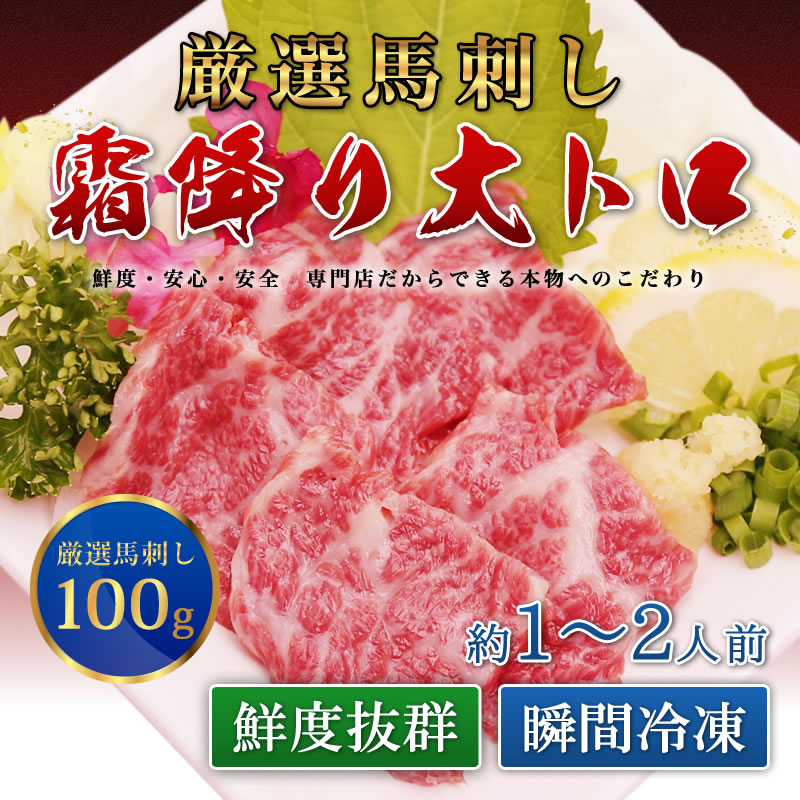 厳選馬刺し
霜降り大トロ
鮮度・安心・安全　専門店だからできる本物へのこだわり
厳選馬刺し
100g
約1〜2人前
鮮度抜群
瞬間冷凍